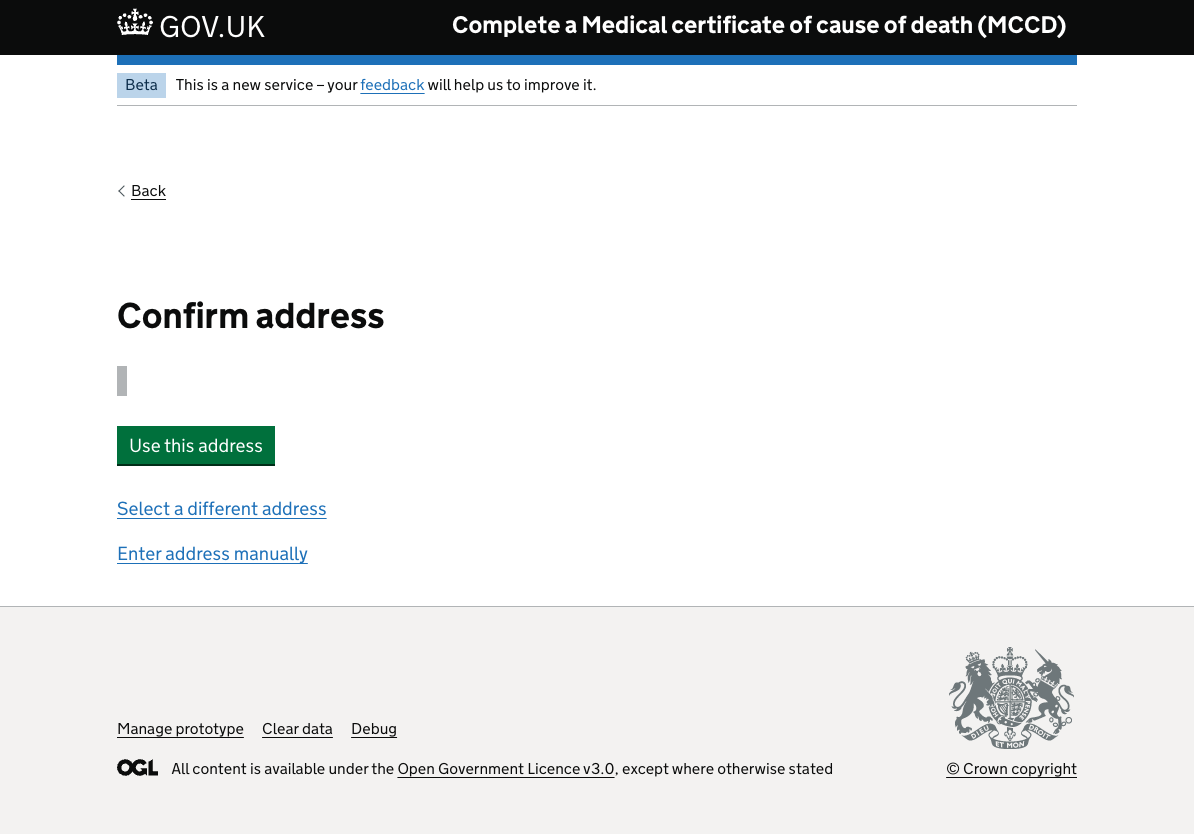 GOV.UK
Complete a Medical certificate of cause of death (MCCD)
Beta
This is a new service – your feedback will help us to improve it.
Back
Confirm address
Use this address
Select a different address
Enter address manually
Manage prototype
Clear data
Debug
OGL
All content is available under the Open Government Licence v3.0, except where otherwise stated
DIEU ET MON DROIT
© Crown copyright